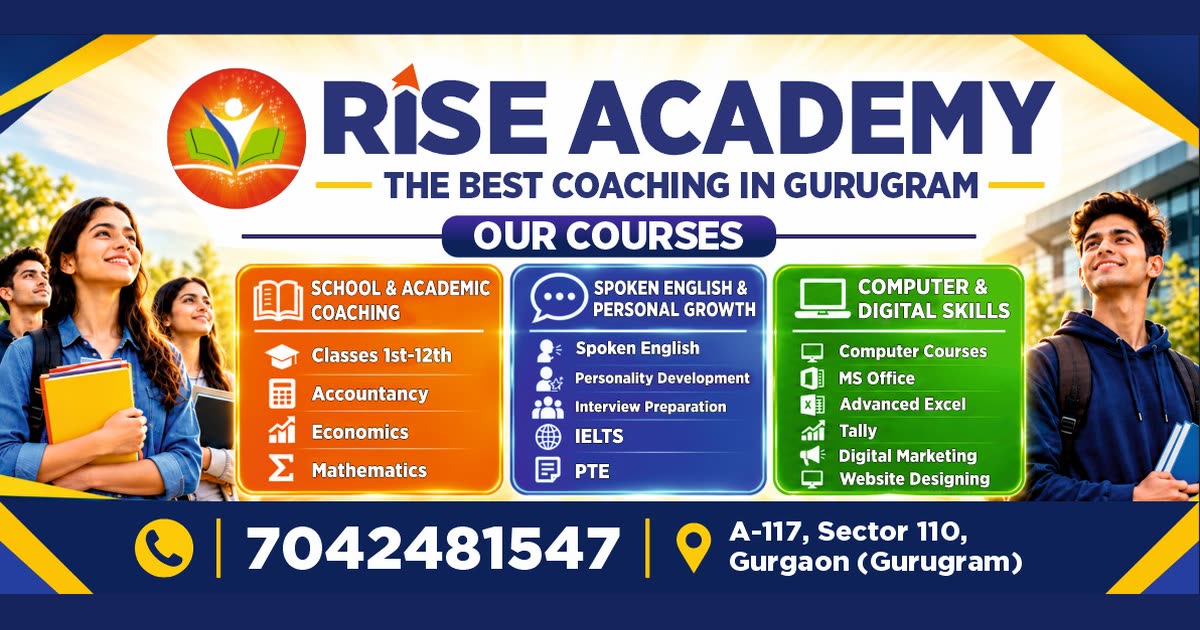 RISE ACADEMY
THE BEST COACHING IN GURUGRAM
OUR COURSES
SCHOOL & ACADEMIC
COACHING
Classes 1st-12th
Accountancy
Economics
Mathematics
SPOKEN ENGLISH &
PERSONAL GROWTH
Spoken English
Personality Development
Interview Preparation
IELTS
PTE
COMPUTER &
DIGITAL SKILLS
Computer Courses
MS Office
Advanced Excel
Tally
Digital Marketing
Website Designing
7042481547
A-117, Sector 110,
Gurgaon (Gurugram)